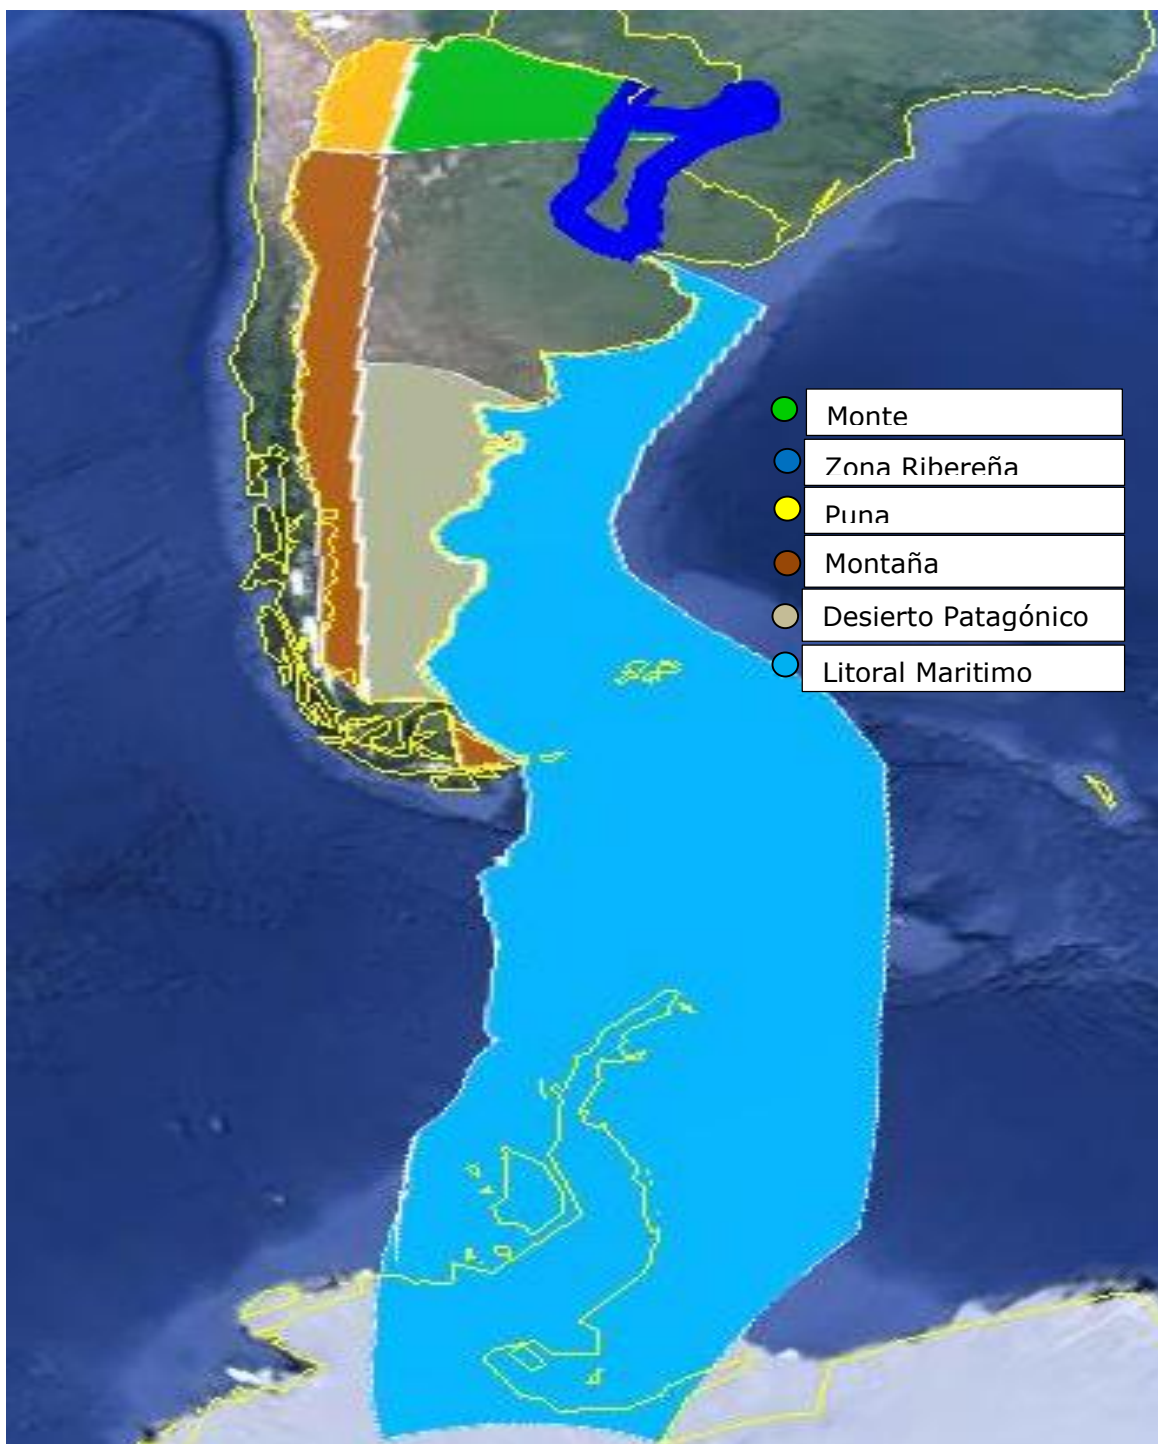 Monte
Zona Ribereña
Puna
Montaña
Desierto Patagónico
Litoral Maritimo